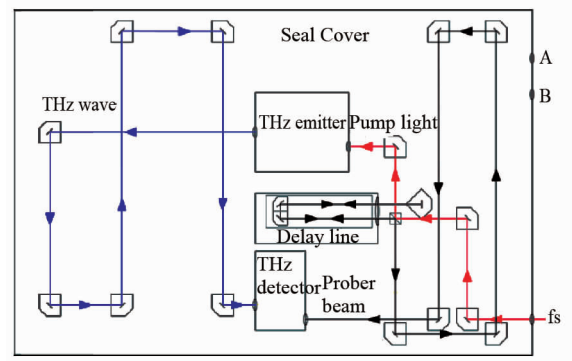 Seal Cover
A
B
THz wave
THz emitter
Pump light
Delay line
THz
detector
Prober
beam
fs